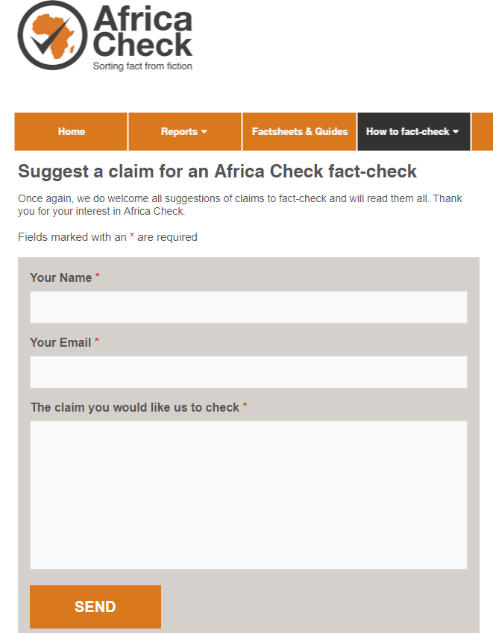 Africa
Check
Sorting fact from fiction
Home
Reports
Factsheets & Guides
How to fact-check
Suggest a claim for an Africa Check fact-check
Once again, we do welcome all suggestions of claims to fact-check and will read them all. Thank
you for your interest in Africa Check.
Fields marked with an * are required
Your Name *
Your Email *
The claim you would like us to check *
SEND